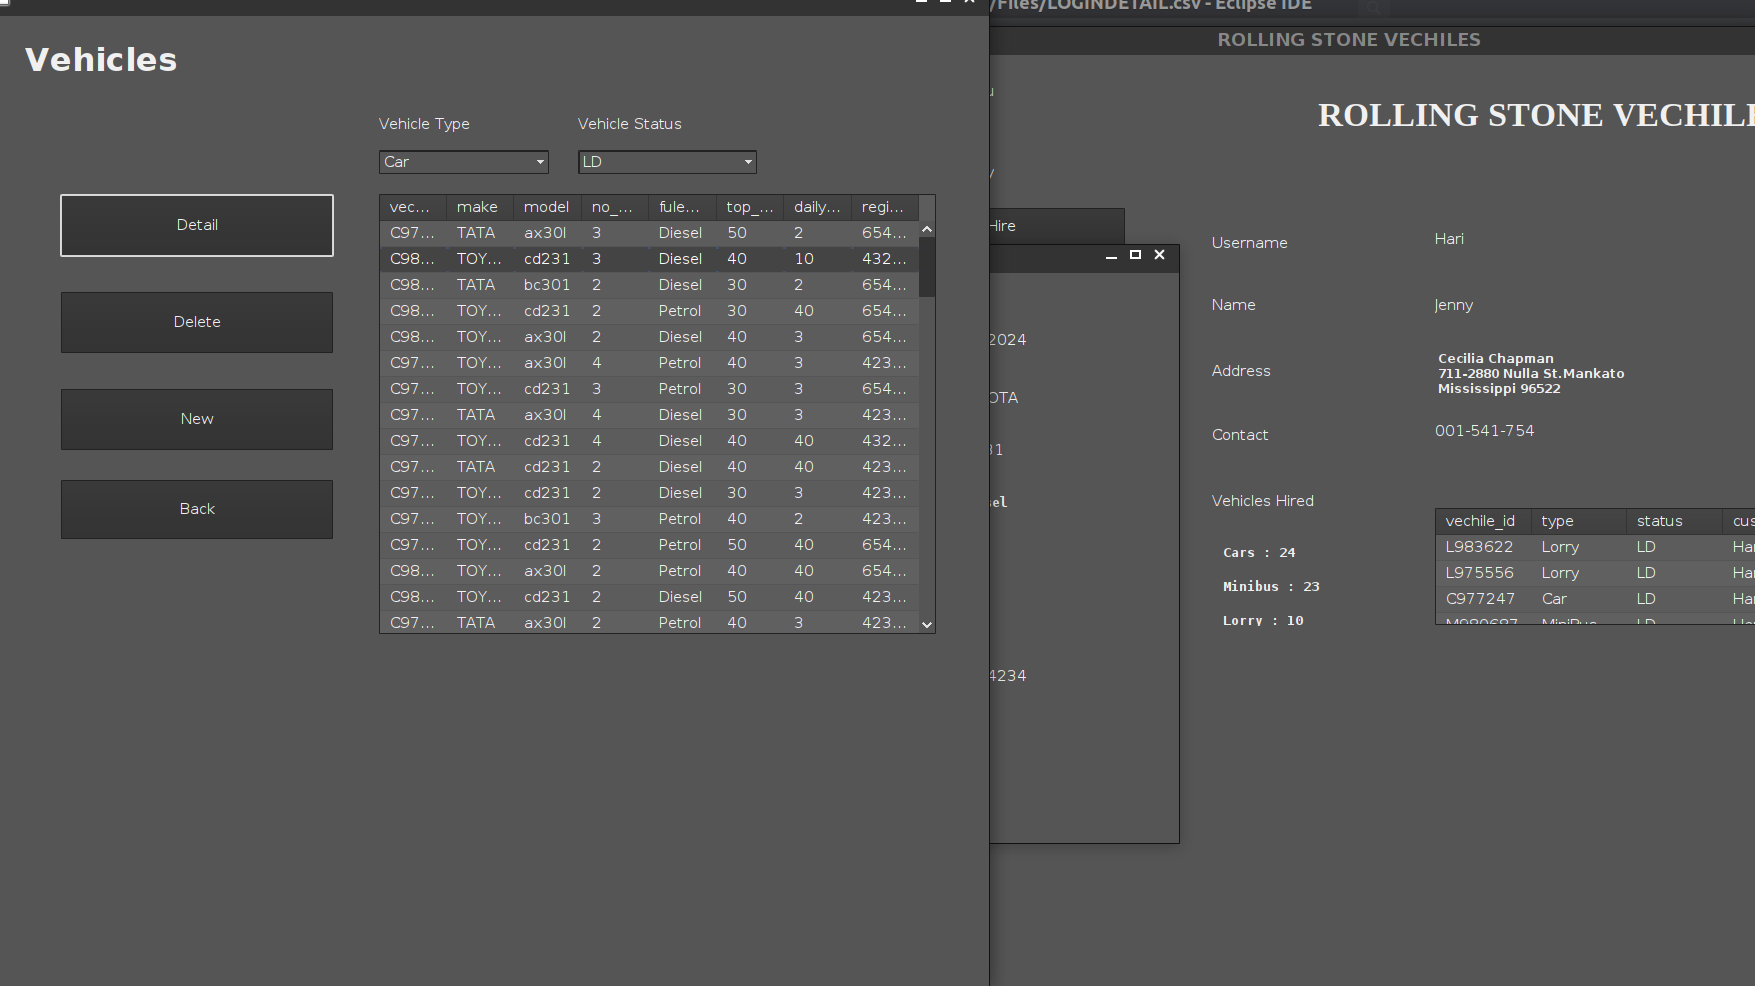 Vehicles
Vehicle Type Vehicle Status
Car LD
Detail
Delete
New
Back
vec... make model no_... fule... top_... daily... regi...
C97... TATA ax30l 3 Diesel 50 2 654...
C98... TOY... cd231 3 Diesel 40 10 432...
C98... TATA bc301 2 Diesel 30 2 654...
C98... TOY... cd231 2 Petrol 30 40 654...
C98... TOY... ax30l 2 Diesel 40 3 654...
C97... TOY... ax30l 4 Petrol 40 3 423...
C97... TOY... cd231 3 Petrol 30 3 654...
C97... TATA ax30l 4 Diesel 30 3 423...
C97... TOY... cd231 4 Diesel 40 40 432...
C97... TATA cd231 2 Diesel 40 40 423...
C97... TOY... cd231 2 Diesel 30 3 423...
C97... TOY... bc301 3 Petrol 40 2 423...
C97... TOY... cd231 2 Petrol 50 40 654...
C98... TOY... ax30l 2 Petrol 40 40 654...
C98... TOY... cd231 2 Diesel 50 40 423...
C97... TATA ax30l 2 Petrol 40 3 423...
/Files/LOGINDETAIL.csv - Eclipse IDE
ROLLING STONE VECHILES
ROLLING STONE VECHILE
u
y
Hire
2024
OTA
31
sel
4234
Username Hari
Name Jenny
Address Cecilia Chapman
711-2880 Nulla St.Mankato
Mississippi 96522
Contact 001-541-754
Vehicles Hired
Cars : 24
Minibus : 23
Lorry : 10
vechile_id type status cus
L983622 Lorry LD Har
L975556 Lorry LD Har
C977247 Car LD Har
M980687 MiniBus LD Har